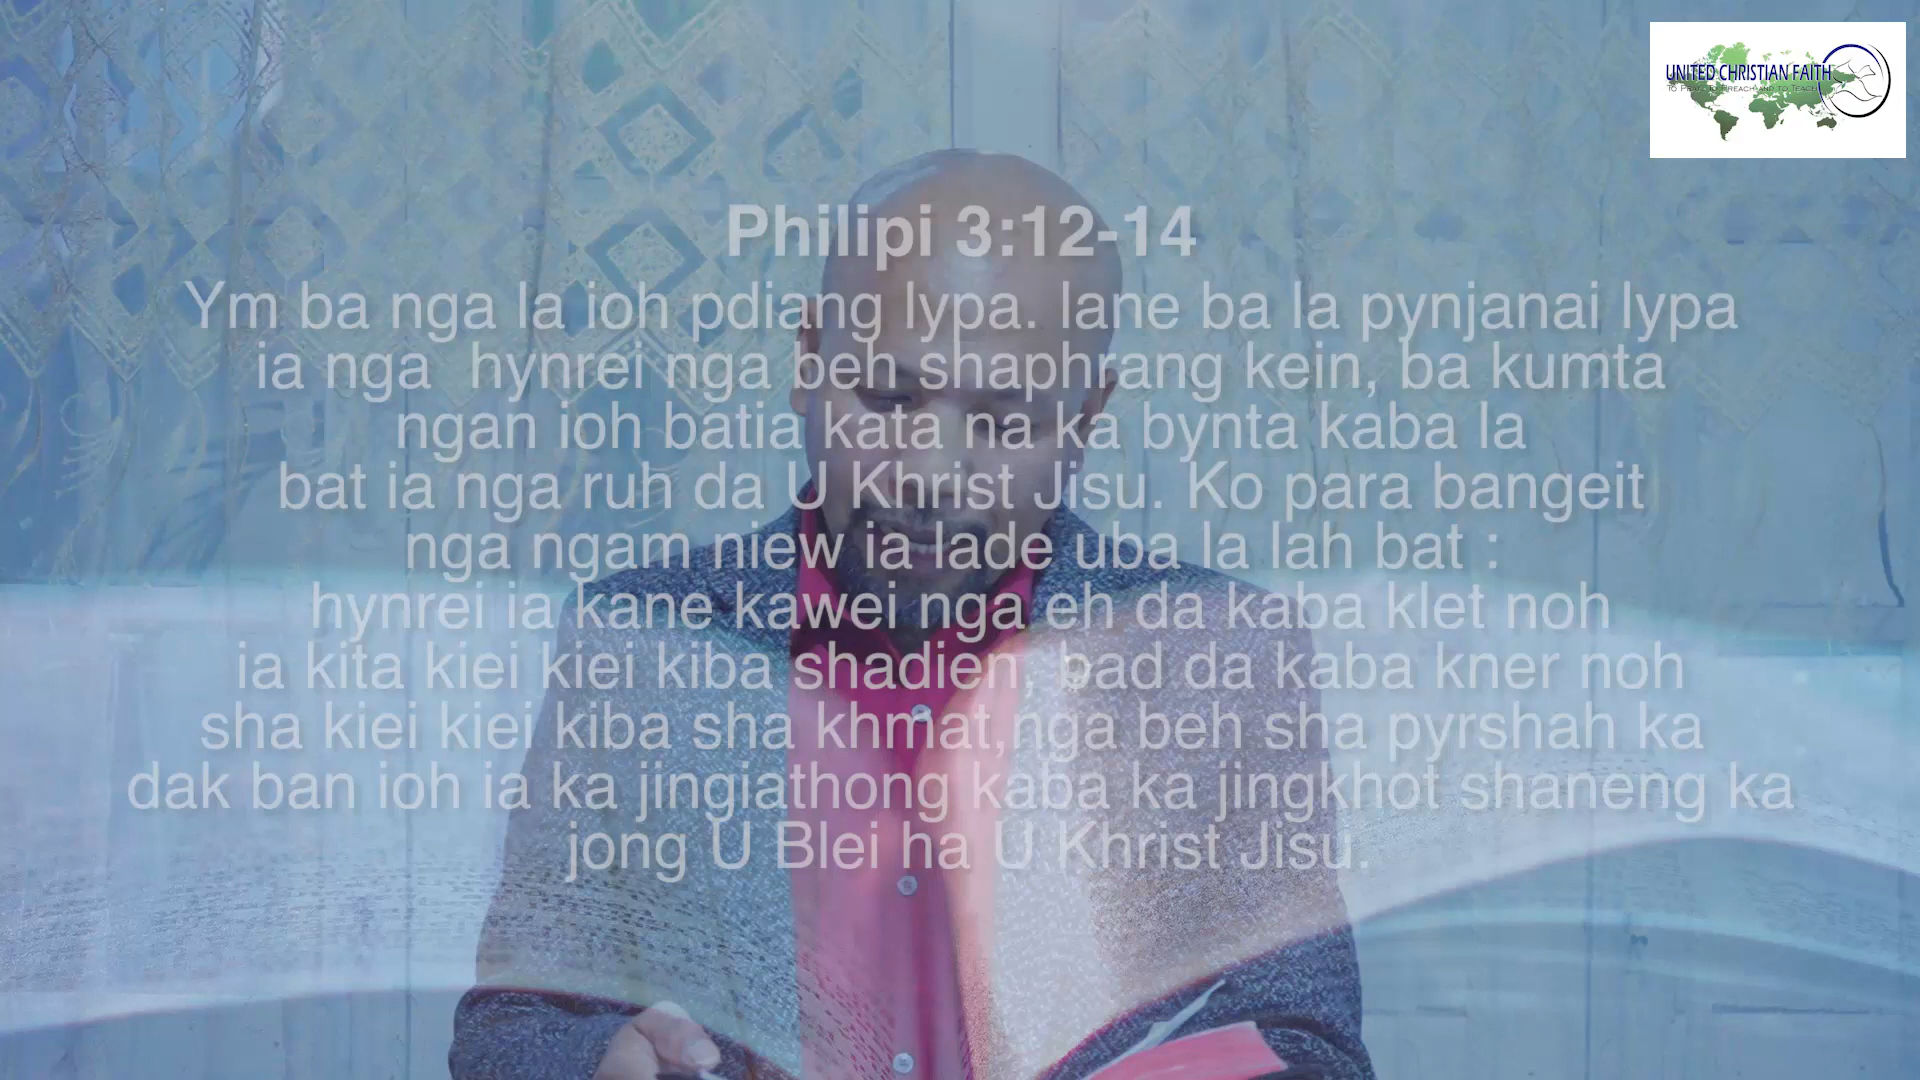 UNITED CHRISTIAN FAITH
Philipi 3:12-14
Ym ba nga la ioh pdiang lypa. lane ba la pynjanai lypa
ia nga hynrei nga beh shaphrang kein, ba kumta
ngan ioh batia kata na ka bynta kaba la
bat ia nga ruh da U Khrist Jisu. Ko para bangeit
nga ngam niew ia lade uba la lah bat :
hynrei ia kane kawei nga eh da kaba klet noh
ia kita kiei kiei kiba shadien, bad da kaba kner noh
sha kiei kiei kiba sha khmat,nga beh sha pyrshah ka
dak ban ioh ia ka jingiathong kaba ka jingkhot shaneng ka
jong U Blei ha U Khrist Jisu.